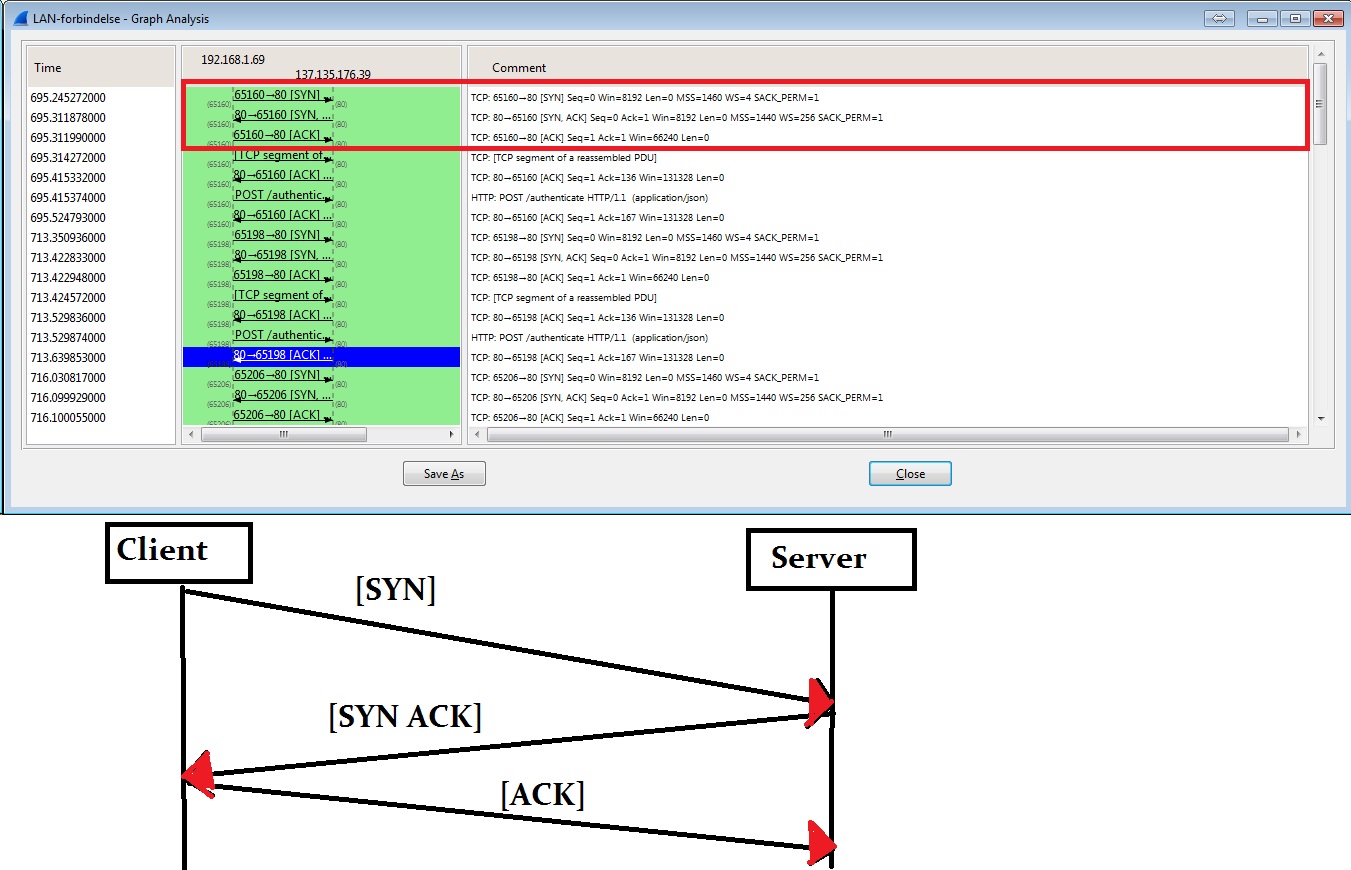 LAN-forbindelse - Graph Analysis
Time
192.168.1.69
137.135.176.39
Comment
695.245272000 (65160) 65160→80 [SYN] (80) TCP: 65160→80 [SYN] Seq=0 Win=8192 Len=0 MSS=1460 WS=4 SACK_PERM=1
695.311878000 (65160) 80→65160 [SYN, ... (80) TCP: 80→65160 [SYN, ACK] Seq=0 Ack=1 Win=8192 Len=0 MSS=1440 WS=256 SACK_PERM=1
695.311990000 (65160) 65160→80 [ACK] (80) TCP: 65160→80 [ACK] Seq=1 Ack=1 Win=66240 Len=0
695.314272000 (65160) [TCP segment of... (80) TCP: [TCP segment of a reassembled PDU]
695.415332000 (65160) 80→65160 [ACK] ... (80) TCP: 80→65160 [ACK] Seq=1 Ack=136 Win=131328 Len=0
695.415374000 (65160) POST /authentic... (80) HTTP: POST /authenticate HTTP/1.1 (application/json)
695.524793000 (65160) 80→65160 [ACK] ... (80) TCP: 80→65160 [ACK] Seq=1 Ack=167 Win=131328 Len=0
713.350936000 (65198) 65198→80 [SYN] (80) TCP: 65198→80 [SYN] Seq=0 Win=8192 Len=0 MSS=1460 WS=4 SACK_PERM=1
713.422833000 (65198) 80→65198 [SYN, ... (80) TCP: 80→65198 [SYN, ACK] Seq=0 Ack=1 Win=8192 Len=0 MSS=1440 WS=256 SACK_PERM=1
713.422948000 (65198) 65198→80 [ACK] (80) TCP: 65198→80 [ACK] Seq=1 Ack=1 Win=66240 Len=0
713.424572000 (65198) [TCP segment of... (80) TCP: [TCP segment of a reassembled PDU]
713.529836000 (65198) 80→65198 [ACK] ... (80) TCP: 80→65198 [ACK] Seq=1 Ack=136 Win=131328 Len=0
713.529874000 (65198) POST /authentic... (80) HTTP: POST /authenticate HTTP/1.1 (application/json)
713.639853000 80→65198 [ACK] ... TCP: 80→65198 [ACK] Seq=1 Ack=167 Win=131328 Len=0
716.030817000 (65206) 65206→80 [SYN] (80) TCP: 65206→80 [SYN] Seq=0 Win=8192 Len=0 MSS=1460 WS=4 SACK_PERM=1
716.099929000 (65206) 80→65206 [SYN, ... (80) TCP: 80→65206 [SYN, ACK] Seq=0 Ack=1 Win=8192 Len=0 MSS=1440 WS=256 SACK_PERM=1
716.100055000 (65206) 65206→80 [ACK] (80) TCP: 65206→80 [ACK] Seq=1 Ack=1 Win=66240 Len=0
Save As
Close
Client
Server
[SYN]
[SYN ACK]
[ACK]